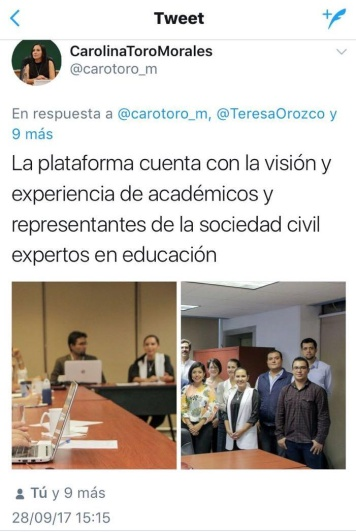 Tweet
CarolinaToroMorales
@carotoro_m
En respuesta a @carotoro_m, @TeresaOrozco y
9 más
La plataforma cuenta con la visión y
experiencia de académicos y
representantes de la sociedad civil
expertos en educación
Tú y 9 más
28/09/17 15:15